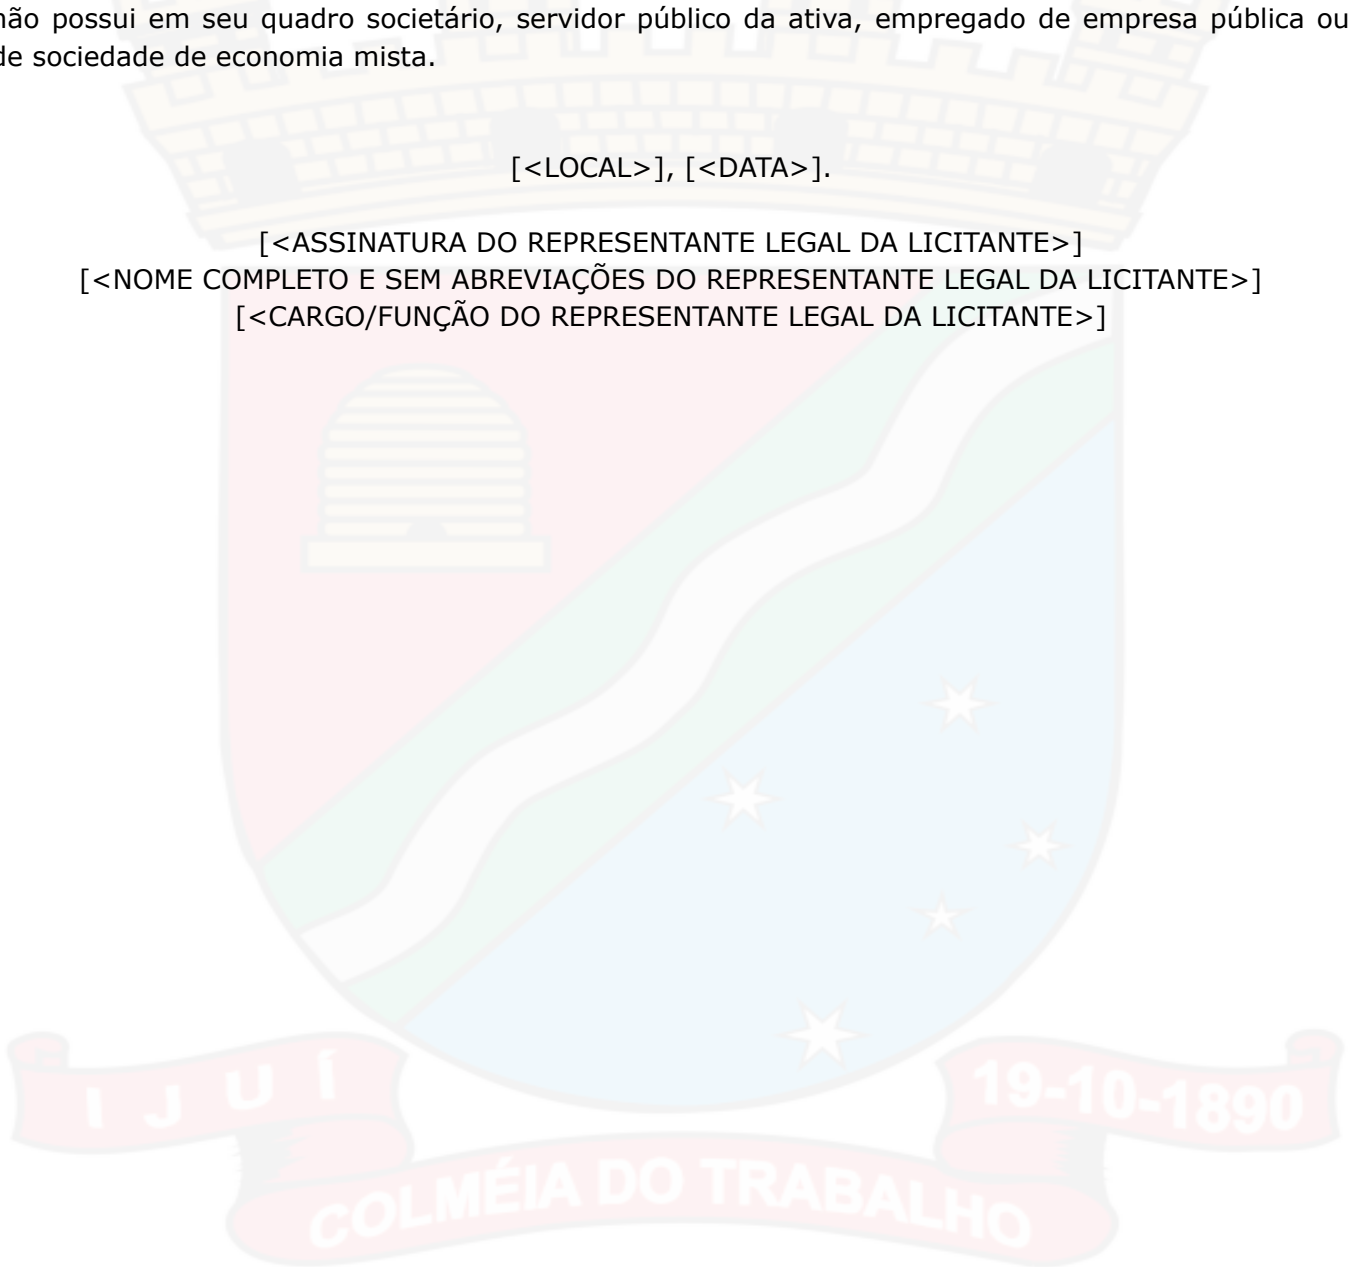 não possui em seu quadro societário, servidor público da ativa, empregado de empresa pública ou
de sociedade de economia mista.
[<LOCAL>], [<DATA>].
[<ASSINATURA DO REPRESENTANTE LEGAL DA LICITANTE>]
[<NOME COMPLETO E SEM ABREVIAÇÕES DO REPRESENTANTE LEGAL DA LICITANTE>]
[<CARGO/FUNÇÃO DO REPRESENTANTE LEGAL DA LICITANTE>]
IJUÍ
19-10-1890
COLMÉIA DO TRABALHO